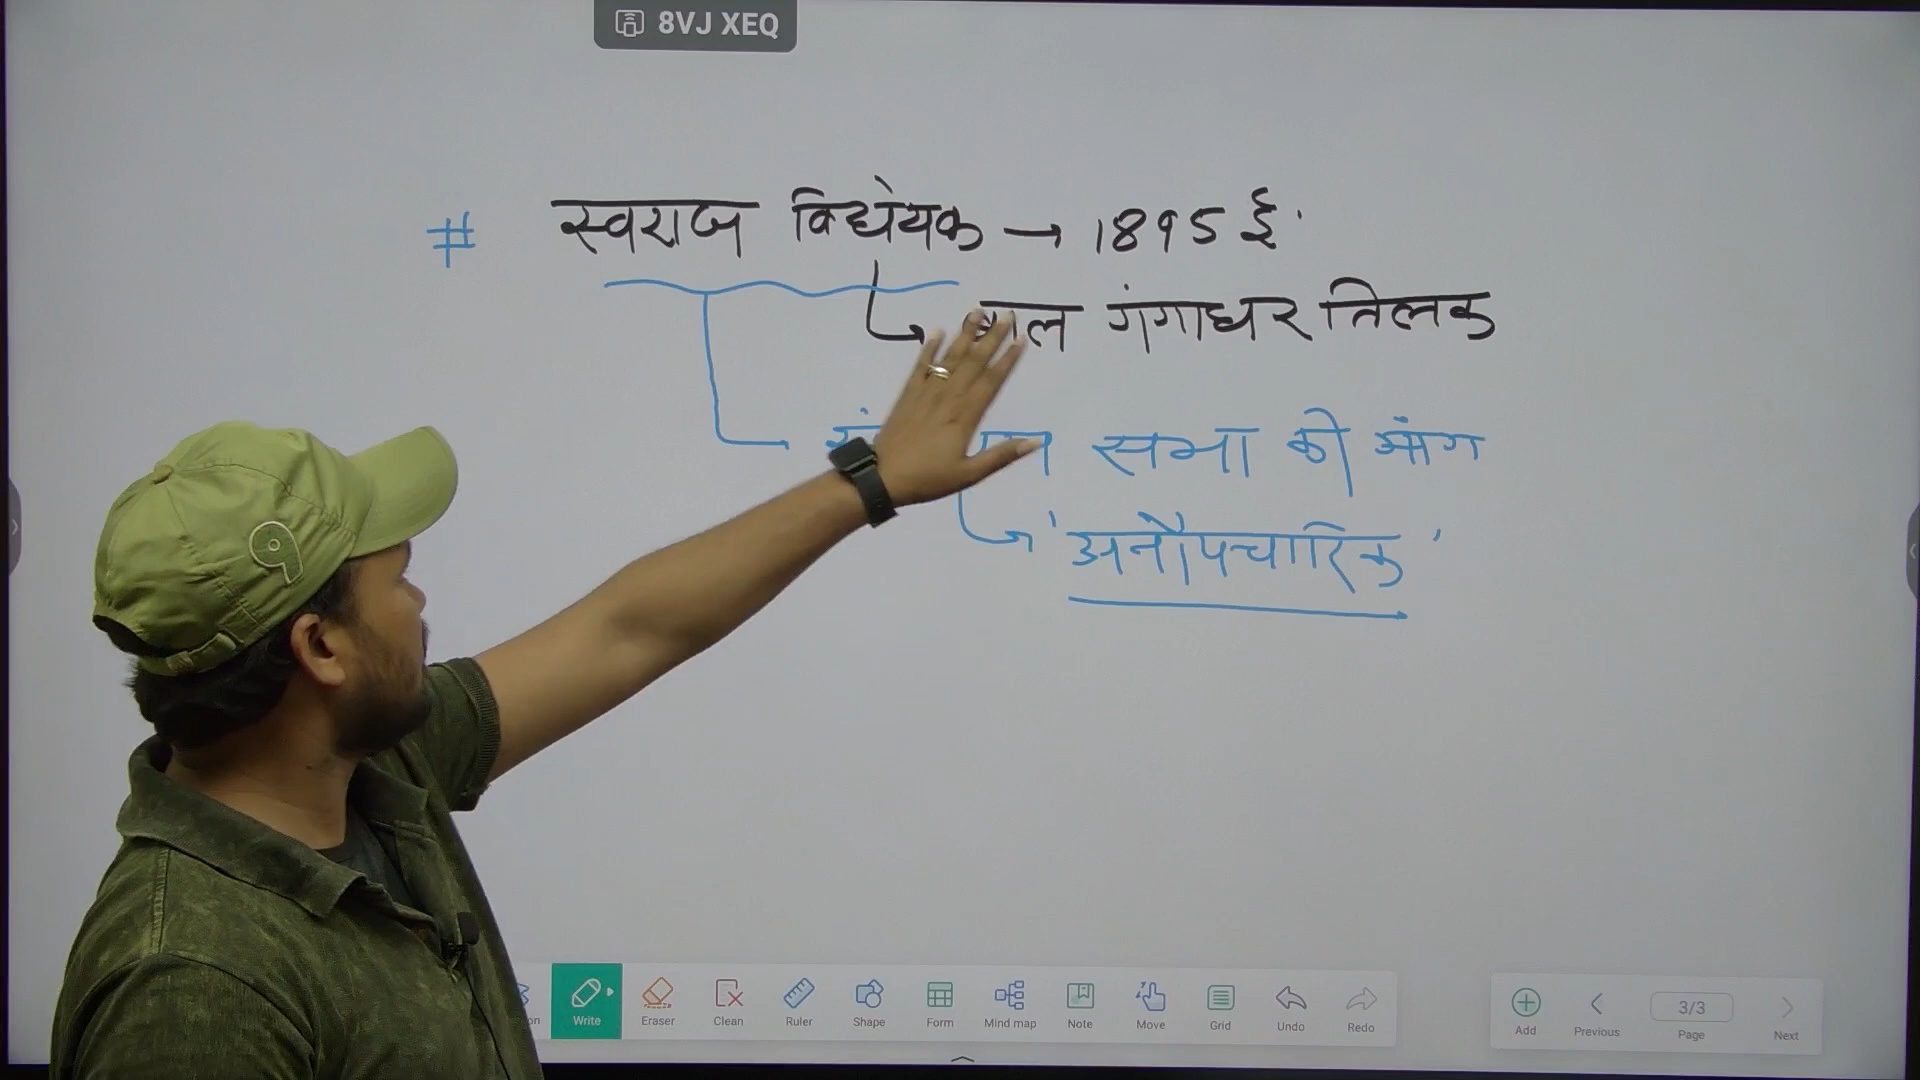 8VJ XEQ
# स्वराज विधेयक → 1895 ई.
बाल गंगाधर तिलक
सभा की मांग
'अनौपचारिक'
Write
Eraser
Clean
Ruler
Shape
Form
Mind map
Note
Move
Grid
Undo
Redo
Add
Previous
3/3
Page
Next